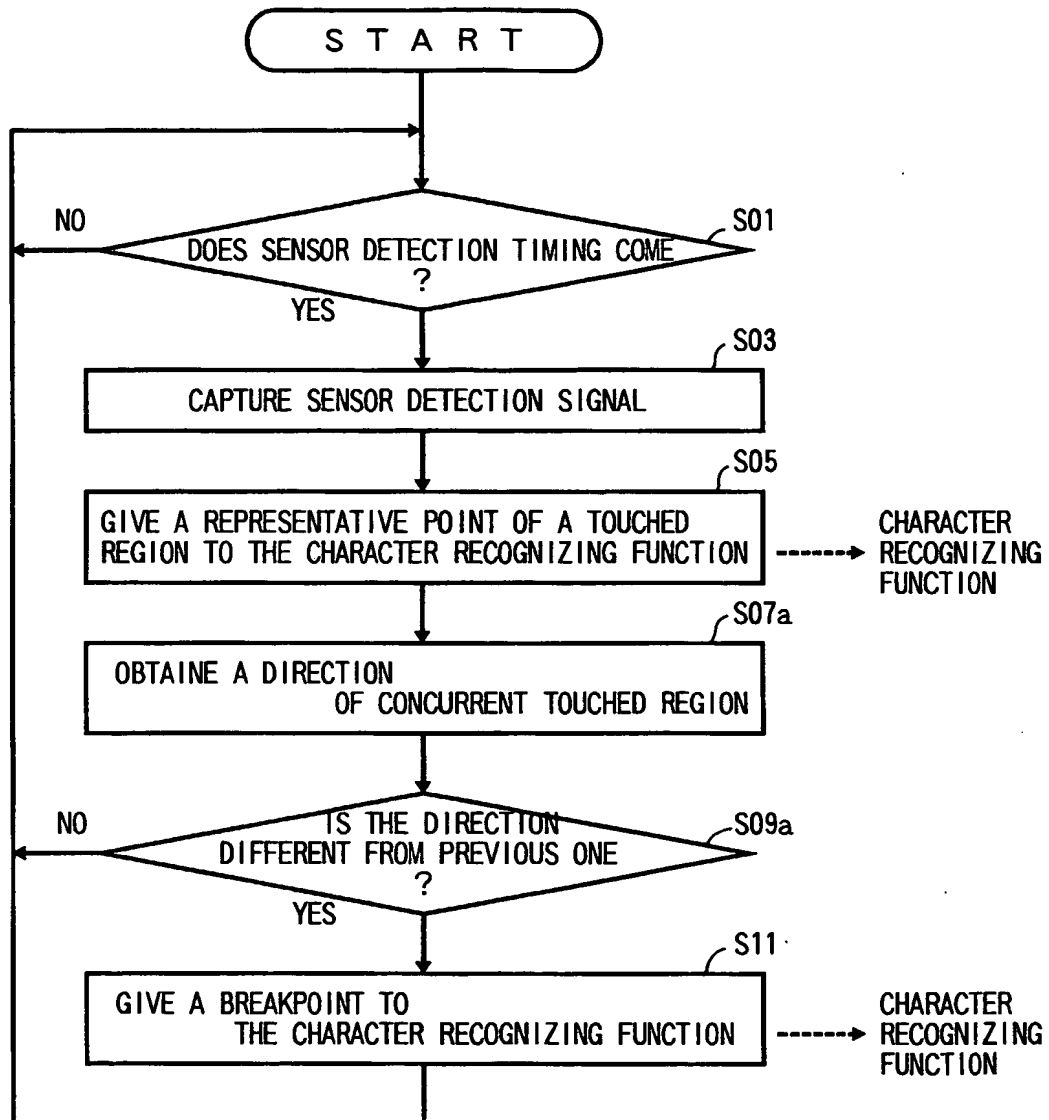 START
NO
S01
DOES SENSOR DETECTION TIMING COME
?
YES
S03
CAPTURE SENSOR DETECTION SIGNAL
S05
GIVE A REPRESENTATIVE POINT OF A TOUCHED
REGION TO THE CHARACTER RECOGNIZING FUNCTION
CHARACTER
RECOGNIZING
FUNCTION
S07a
OBTAINE A DIRECTION
OF CONCURRENT TOUCHED REGION
NO
S09a
IS THE DIRECTION
DIFFERENT FROM PREVIOUS ONE
?
YES
S11
GIVE A BREAKPOINT TO
THE CHARACTER RECOGNIZING FUNCTION
CHARACTER
RECOGNIZING
FUNCTION